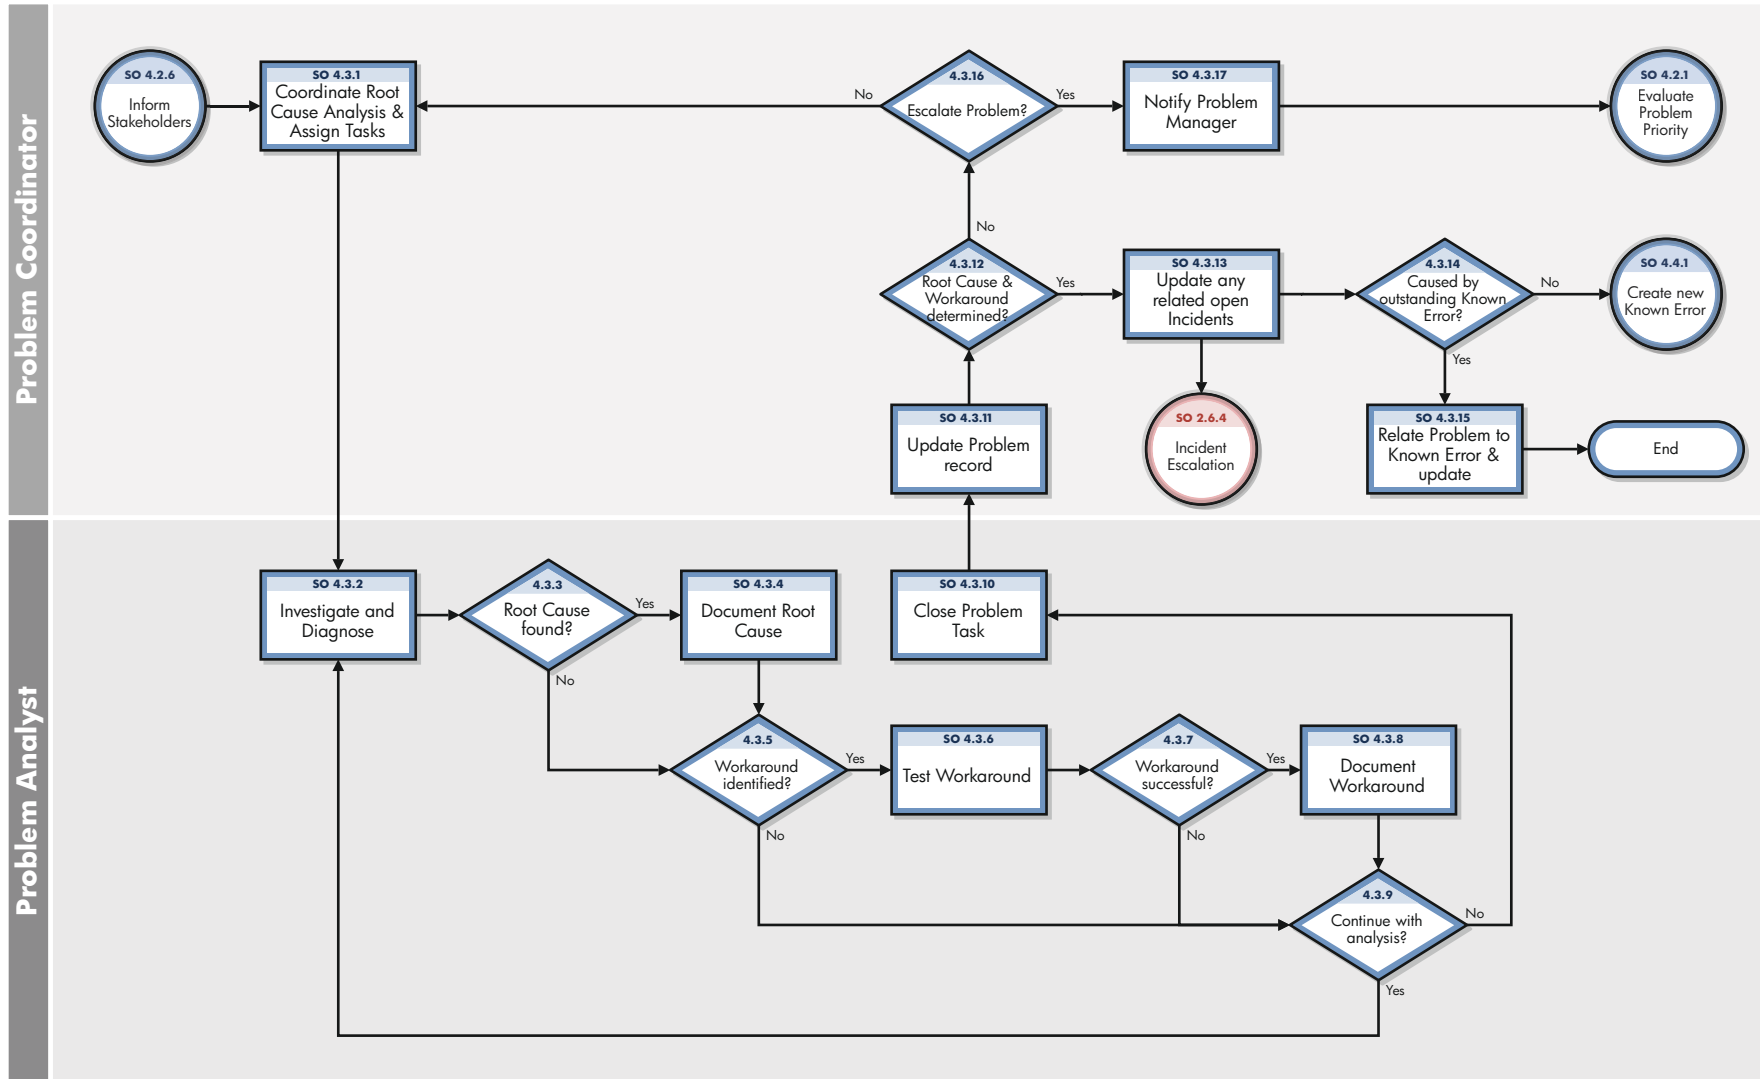 Problem Coordinator
SO 4.2.6
Inform
Stakeholders
SO 4.3.1
Coordinate Root
Cause Analysis &
Assign Tasks
No
4.3.16
Escalate Problem?
Yes
SO 4.3.17
Notify Problem
Manager
SO 4.2.1
Evaluate
Problem
Priority
No
4.3.12
Root Cause &
Workaround
determined?
Yes
SO 4.3.13
Update any
related open
Incidents
4.3.14
Caused by
outstanding Known
Error?
No
SO 4.4.1
Create new
Known Error
Yes
SO 4.3.11
Update Problem
record
SO 2.6.4
Incident
Escalation
SO 4.3.15
Relate Problem to
Known Error &
update
End
Problem Analyst
SO 4.3.2
Investigate and
Diagnose
4.3.3
Root Cause
found?
Yes
No
SO 4.3.4
Document Root
Cause
SO 4.3.10
Close Problem
Task
4.3.5
Workaround
identified?
Yes
No
SO 4.3.6
Test Workaround
4.3.7
Workaround
successful?
Yes
No
SO 4.3.8
Document
Workaround
4.3.9
Continue with
analysis?
No
Yes